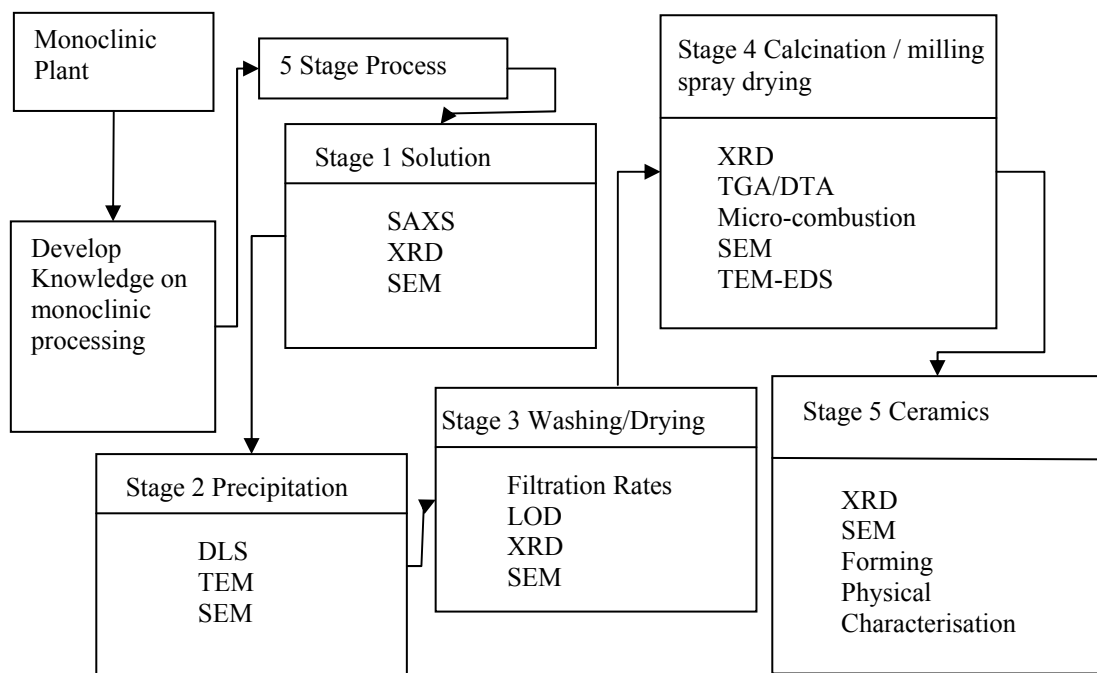 Monoclinic
Plant
Develop
Knowledge on
monoclinic
processing
5 Stage Process
Stage 1 Solution
SAXS
XRD
SEM
Stage 2 Precipitation
DLS
TEM
SEM
Stage 3 Washing/Drying
Filtration Rates
LOD
XRD
SEM
Stage 4 Calcination / milling
spray drying
XRD
TGA/DTA
Micro-combustion
SEM
TEM-EDS
Stage 5 Ceramics
XRD
SEM
Forming
Physical
Characterisation